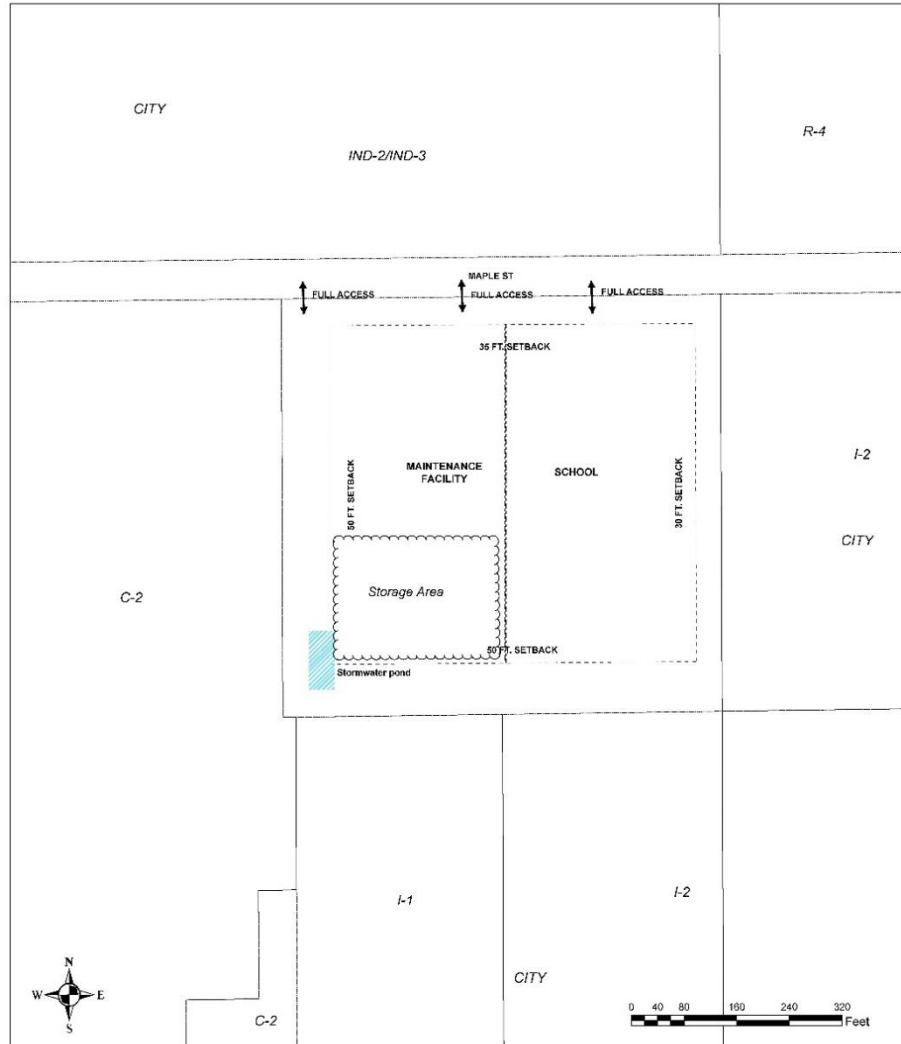 CITY
R-4
IND-2/IND-3
MAPLE ST
FULL ACCESS
FULL ACCESS
FULL ACCESS
35 FT. SETBACK
I-2
MAINTENANCE
FACILITY
SCHOOL
50 FT. SETBACK
30 FT. SETBACK
CITY
C-2
Storage Area
50 FT. SETBACK
Stormwater pond
I-1
I-2
CITY
C-2
N
W
E
S
0 40 80 160 240 320
Feet